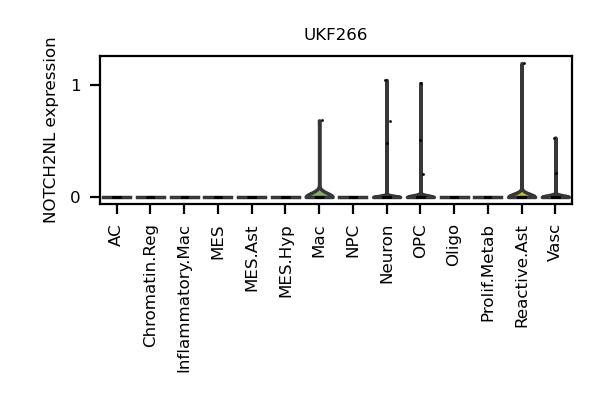 UKF266
NOTCH2NL expression
1
0
AC
Chromatin.Reg
Inflammatory.Mac
MES
MES.Ast
MES.Hyp
Mac
NPC
Neuron
OPC
Oligo
Prolif.Metab
Reactive.Ast
Vasc